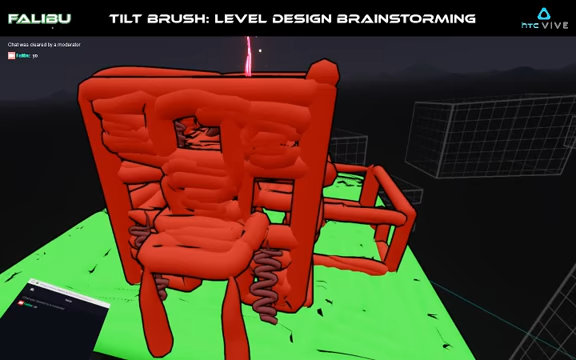 FALIBU
TILT BRUSH: LEVEL DESIGN BRAINSTORMING
htc VIVE
Chat was cleared by a moderator
Falibu: yo